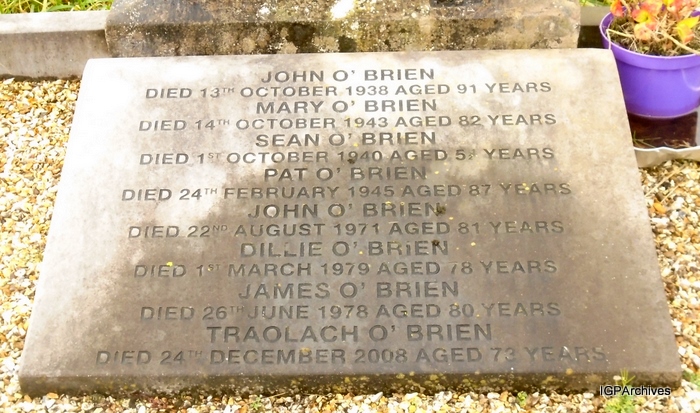 JOHN O' BRIEN
DIED 13TH OCTOBER 1938 AGED 91 YEARS
MARY O' BRIEN
DIED 14TH OCTOBER 1943 AGED 82 YEARS
SEAN O' BRIEN
DIED 1ST OCTOBER 1940 AGED YEARS
PAT O' BRIEN
DIED 24TH FEBRUARY 1945 AGED 87 YEARS
JOHN O' BRIEN
DIED 22ND AUGUST 1971 AGED 81 YEARS
DILLIE O' BRIEN
DIED 1ST MARCH 1979 AGED 78 YEARS
JAMES O' BRIEN
DIED 26TH JUNE 1978 AGED 80 YEARS
TRAOLACH O' BRIEN
DIED 24TH DECEMBER 2008 AGED 73 YEARS
IGPArchives